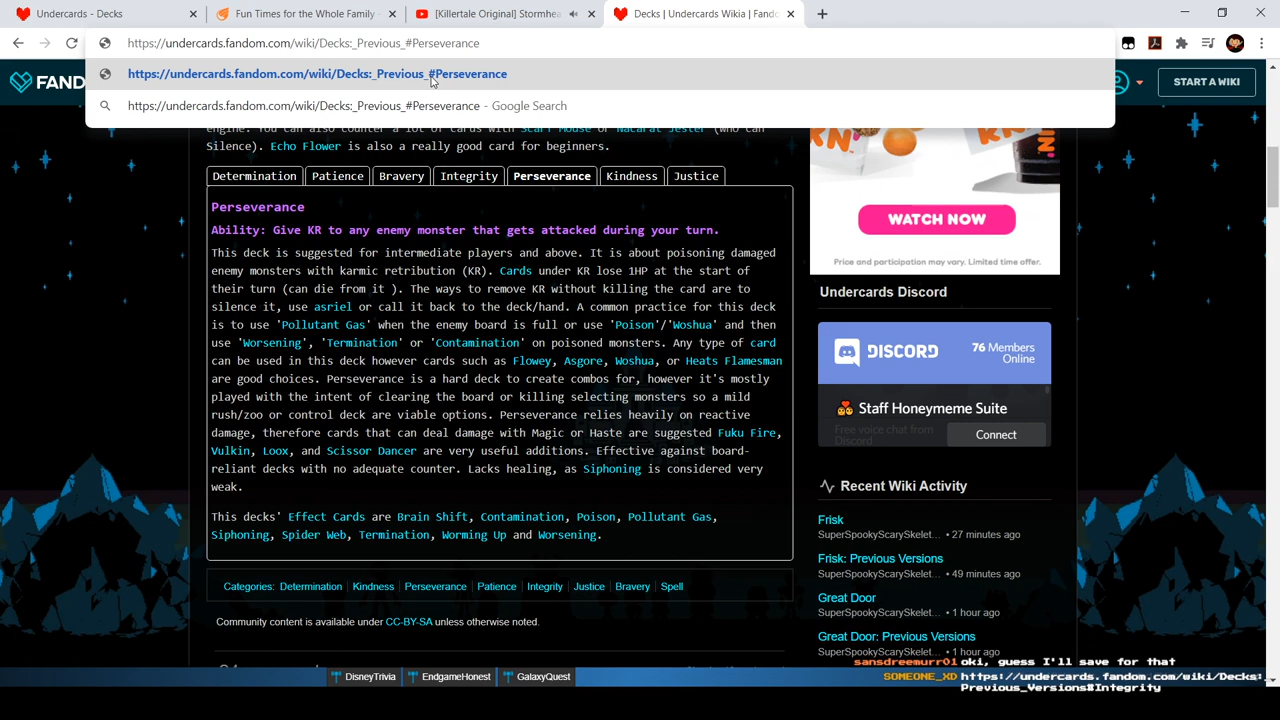 Undercards - Decks
Fun Times for the Whole Family -
[Killertale Original] Stormhea
Decks | Undercards Wikia | Fando
https://undercards.fandom.com/wiki/Decks:_Previous_#Perseverance
https://undercards.fandom.com/wiki/Decks:_Previous_#Perseverance
https://undercards.fandom.com/wiki/Decks:_Previous_#Perseverance - Google Search
FAND
START A WIKI
engine. You can also counter a lot of cards with Scarf Mouse or Nacarat Jester (who can
Silence). Echo Flower is also a really good card for beginners.
Determination Patience Bravery Integrity Perseverance Kindness Justice
Perseverance
Ability: Give KR to any enemy monster that gets attacked during your turn.
This deck is suggested for intermediate players and above. It is about poisoning damaged
enemy monsters with karmic retribution (KR). Cards under KR lose 1HP at the start of
their turn (can die from it ). The ways to remove KR without killing the card are to
silence it, use asriel or call it back to the deck/hand. A common practice for this deck
is to use 'Pollutant Gas' when the enemy board is full or use 'Poison'/'Woshua' and then
use 'Worsening', 'Termination' or 'Contamination' on poisoned monsters. Any type of card
can be used in this deck however cards such as Flowey, Asgore, Woshua, or Heats Flamesman
are good choices. Perseverance is a hard deck to create combos for, however it's mostly
played with the intent of clearing the board or killing selecting monsters so a mild
rush/zoo or control deck are viable options. Perseverance relies heavily on reactive
damage, therefore cards that can deal damage with Magic or Haste are suggested Fuku Fire,
Vulkin, Loox, and Scissor Dancer are very useful additions. Effective against board-
reliant decks with no adequate counter. Lacks healing, as Siphoning is considered very
weak.
This decks' Effect Cards are Brain Shift, Contamination, Poison, Pollutant Gas,
Siphoning, Spider Web, Termination, Worming Up and Worsening.
Categories: Determination Kindness Perseverance Patience Integrity Justice Bravery Spell
Community content is available under CC-BY-SA unless otherwise noted.
WATCH NOW
Price and participation may vary. Limited time offer.
Undercards Discord
DISCORD
76 Members
Online
Staff Honeymeme Suite
Free voice chat from
Discord
Connect
Recent Wiki Activity
Frisk
SuperSpookyScarySkelet... • 27 minutes ago
Frisk: Previous Versions
SuperSpookyScarySkelet... • 49 minutes ago
Great Door
SuperSpookyScarySkelet... • 1 hour ago
Great Door: Previous Versions
SuperSpookyScarySkelet... • 1 hour ago
DisneyTrivia EndgameHonest GalaxyQuest
sansdreemurr01 oki, guess I'll save for that
SOMEONE_XD https://undercards.fandom.com/wiki/Decks:_
Previous_Versions#Integrity